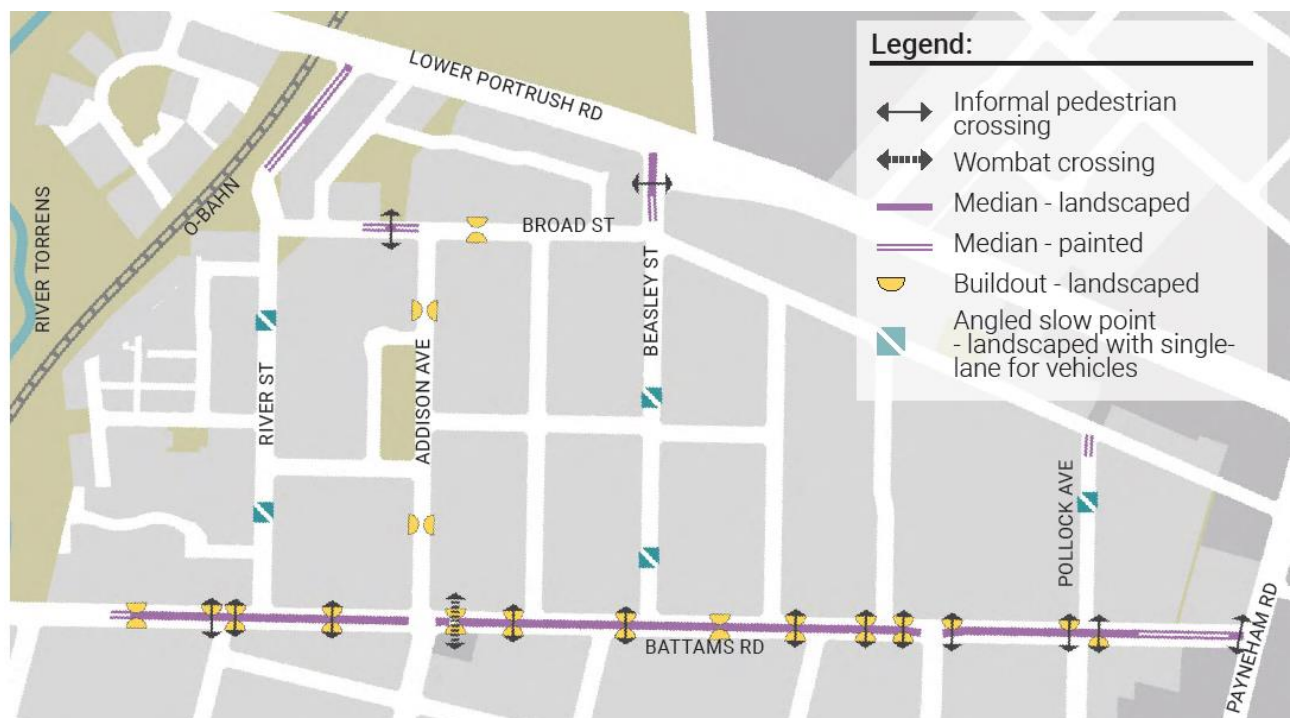 LOWER PORTRUSH RD
Legend:
Informal pedestrian
crossing
Wombat crossing
Median - landscaped
Median - painted
Buildout - landscaped
Angled slow point
- landscaped with single-
lane for vehicles
RIVER TORRENS
O-BAHN
BROAD ST
BEASLEY ST
RIVER ST
ADDISON AVE
POLLOCK AVE
BATTAMS RD
PAYNEHAM RD